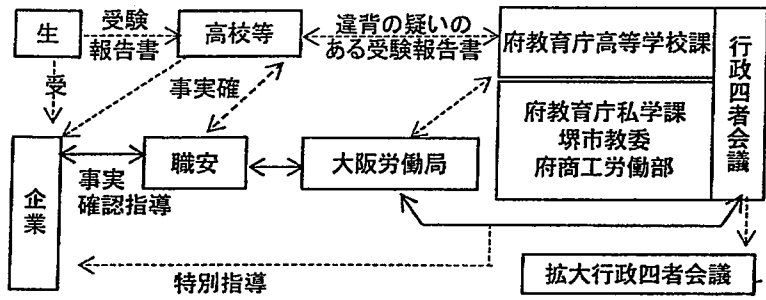 生
受験
報告書
高校等
違背の疑いの
ある受験報告書
府教育庁高等学校課
行政四者会議
受
事実確
府教育庁私学課
堺市教委
府商工労働部
企業
職安
大阪労働局
事実
確認指導
特別指導
拡大行政四者会議